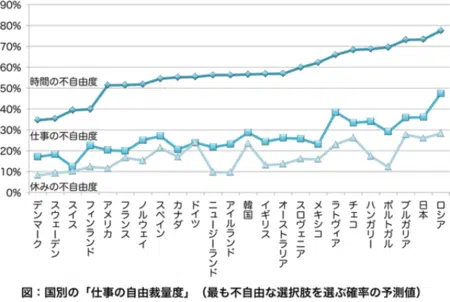 90%
80%
70%
60%
50%
40%
30%
20%
10%
0%
時間の不自由度
仕事の不自由度
休みの不自由度
デンマーク
スウェーデン
スイス
フィンランド
アメリカ
フランス
ノルウェイ
スペイン
カナダ
ドイツ
ニュージーランド
アイルランド
韓国
イギリス
オーストラリア
スロヴェニア
メキシコ
ラトヴィア
チェコ
ハンガリー
ポルトガル
ブルガリア
日本
ロシア
図：国別の「仕事の自由裁量度」（最も不自由な選択肢を選ぶ確率の予測値）